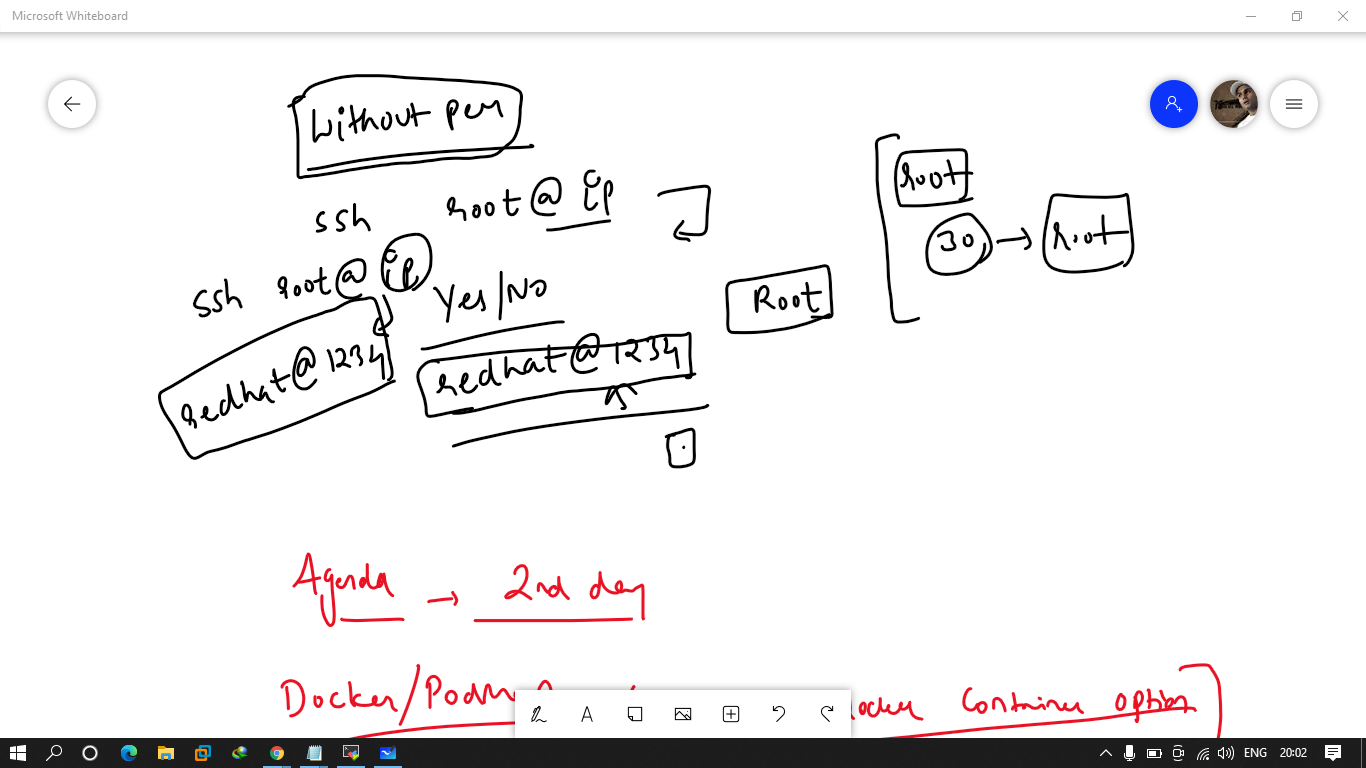 Microsoft Whiteboard
Without pem
ssh root@ip
root
30 → root
ssh root@ip
Yes/No
Root
redhat@1234
redhat@1234
Agenda → 2nd day
Docker/Podm
ocker Container option
A
ENG
20:02